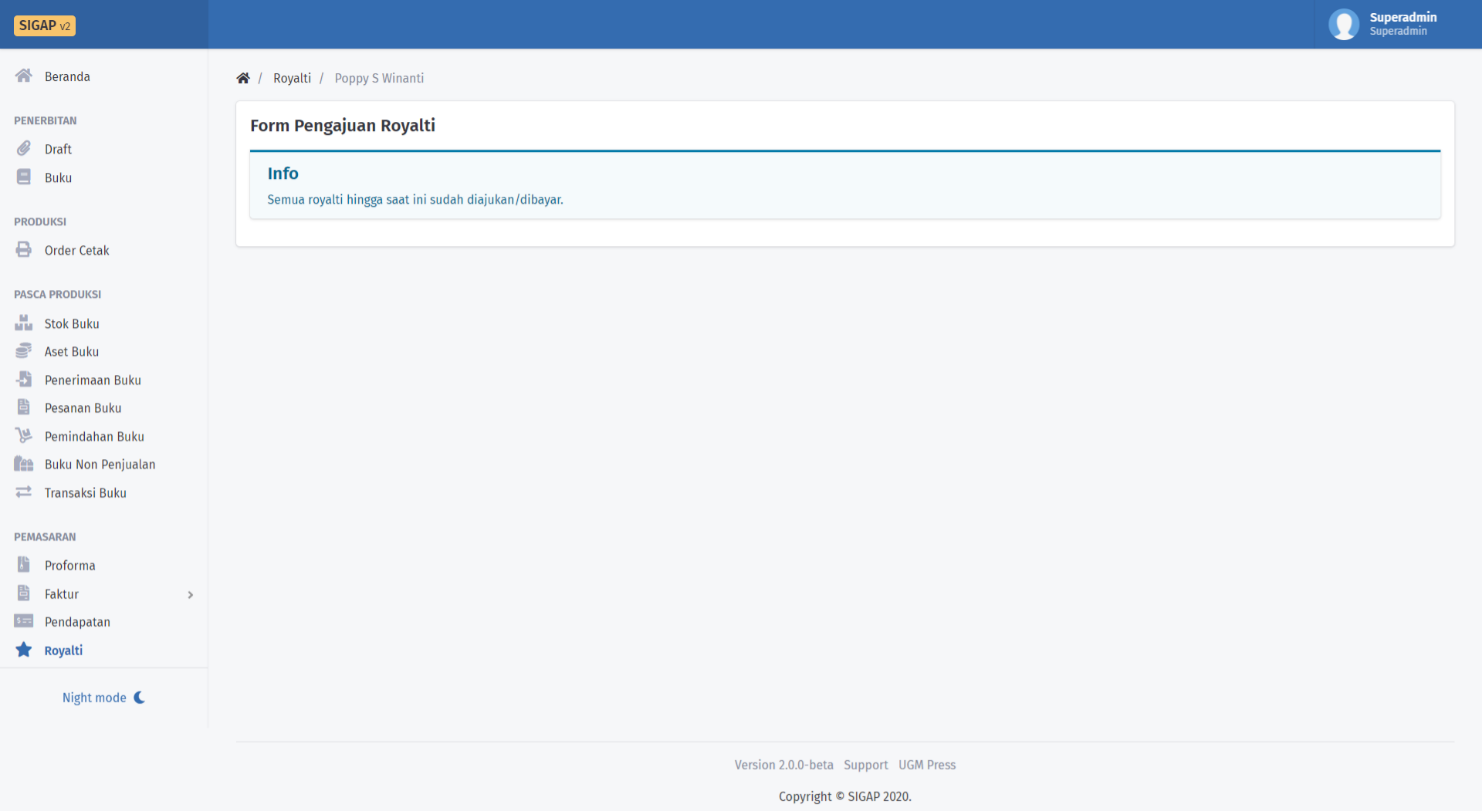 SIGAP v2
Superadmin
Superadmin
Beranda
PENERBITAN
Draft
Buku
PRODUKSI
Order Cetak
PASCA PRODUKSI
Stok Buku
Aset Buku
Penerimaan Buku
Pesanan Buku
Pemindahan Buku
Buku Non Penjualan
Transaksi Buku
PEMASARAN
Proforma
Faktur
Pendapatan
Royalti
Night mode
/ Royalti / Poppy S Winanti
Form Pengajuan Royalti
Info
Semua royalti hingga saat ini sudah diajukan/dibayar.
Version 2.0.0-beta Support UGM Press
Copyright © SIGAP 2020.